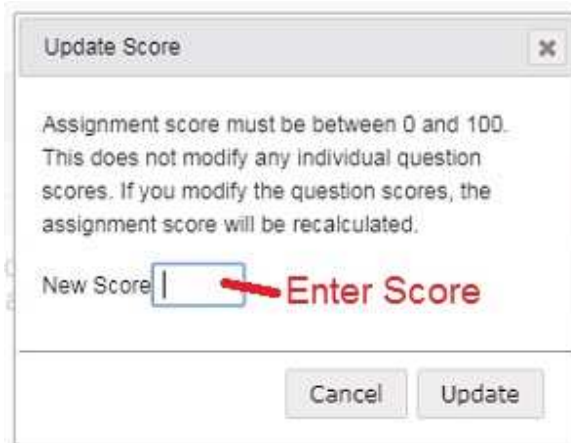 Update Score
Assignment score must be between 0 and 100.
This does not modify any individual question
scores. If you modify the question scores, the
assignment score will be recalculated.
New Score
Enter Score
Cancel
Update